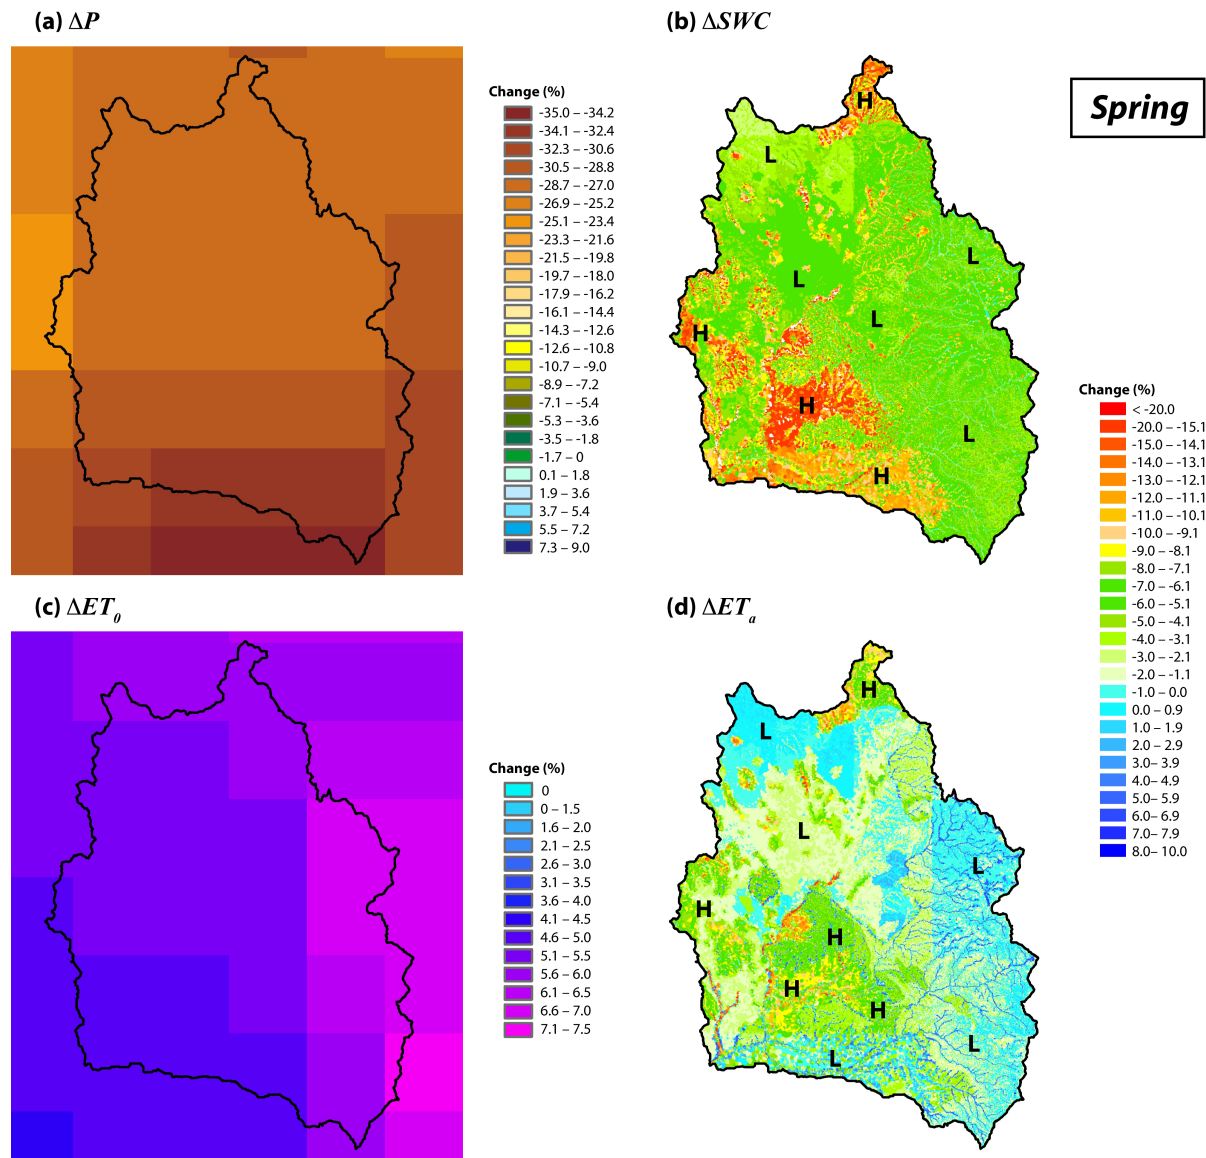 (a) ΔP
(b) ΔSWC
Spring
Change (%)
-35.0 – -34.2
-34.1 – -32.4
-32.3 – -30.6
-30.5 – -28.8
-28.7 – -27.0
-26.9 – -25.2
-25.1 – -23.4
-23.3 – -21.6
-21.5 – -19.8
-19.7 – -18.0
-17.9 – -16.2
-16.1 – -14.4
-14.3 – -12.6
-12.6 – -10.8
-10.7 – -9.0
-8.9 – -7.2
-7.1 – -5.4
-5.3 – -3.6
-3.5 – -1.8
-1.7 – 0
0.1 – 1.8
1.9 – 3.6
3.7 – 5.4
5.5 – 7.2
7.3 – 9.0
H
L
L
L
L
H
H
L
H
Change (%)
< -20.0
-20.0 – -15.1
-15.0 – -14.1
-14.0 – -13.1
-13.0 – -12.1
-12.0 – -11.1
-11.0 – -10.1
-10.0 – -9.1
-9.0 – -8.1
-8.0 – -7.1
-7.0 – -6.1
-6.0 – -5.1
-5.0 – -4.1
-4.0 – -3.1
-3.0 – -2.1
-2.0 – -1.1
-1.0 – 0.0
0.0 – 0.9
1.0 – 1.9
2.0 – 2.9
3.0 – 3.9
4.0 – 4.9
5.0 – 5.9
6.0 – 6.9
7.0 – 7.9
8.0 – 10.0
(c) ΔET0
(d) ΔETa
Change (%)
0
0 – 1.5
1.6 – 2.0
2.1 – 2.5
2.6 – 3.0
3.1 – 3.5
3.6 – 4.0
4.1 – 4.5
4.6 – 5.0
5.1 – 5.5
5.6 – 6.0
6.1 – 6.5
6.6 – 7.0
7.1 – 7.5
H
L
L
L
H
H
H
H
L
L